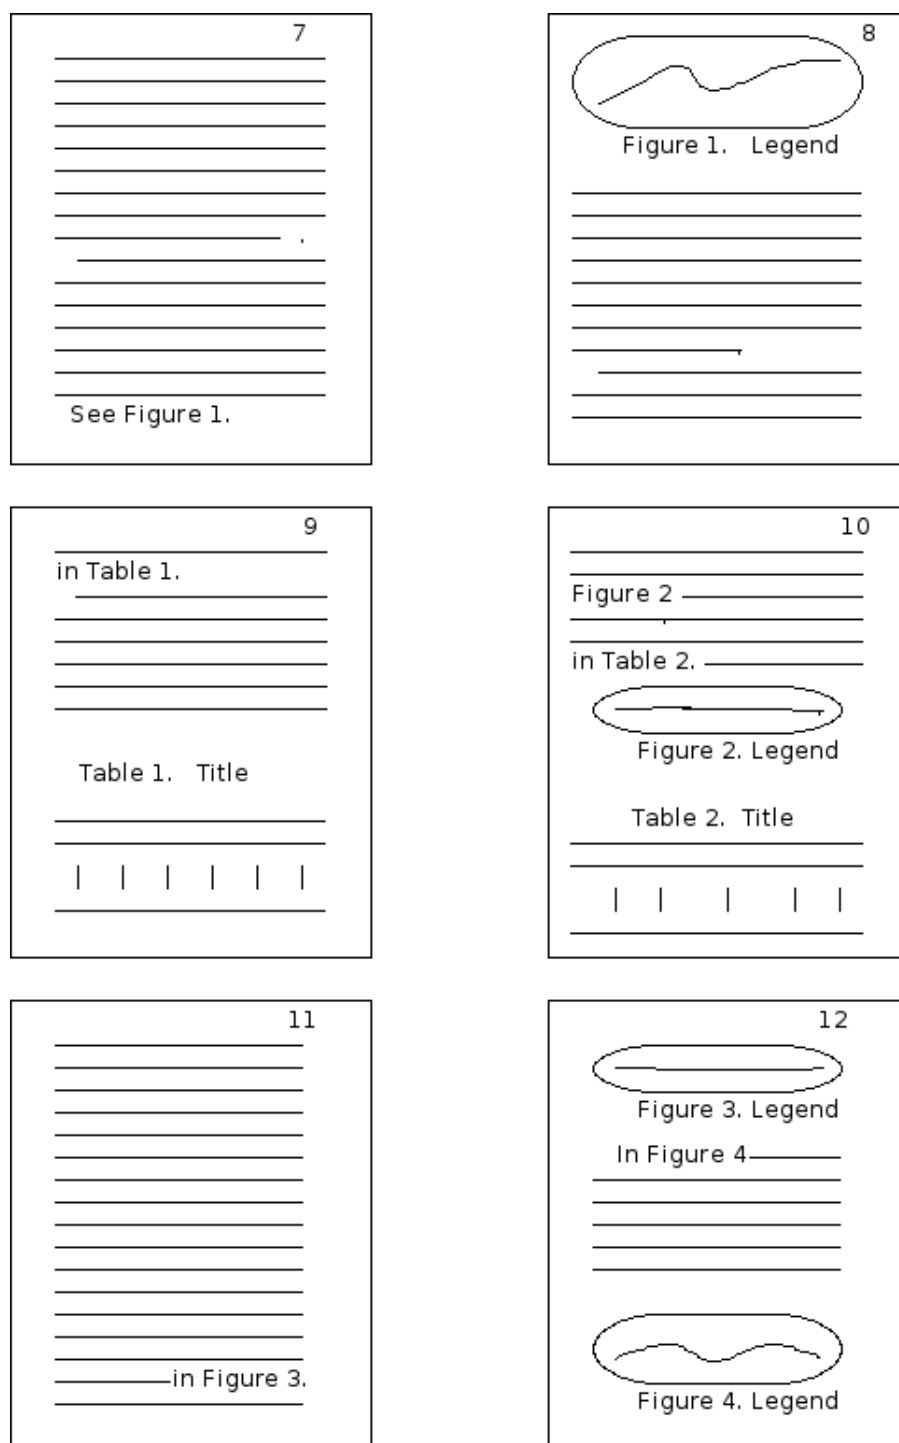 7
See Figure 1.
8
Figure 1. Legend
9
in Table 1.
Table 1. Title
10
Figure 2
in Table 2.
Figure 2. Legend
Table 2. Title
11
in Figure 3.
12
Figure 3. Legend
In Figure 4
Figure 4. Legend